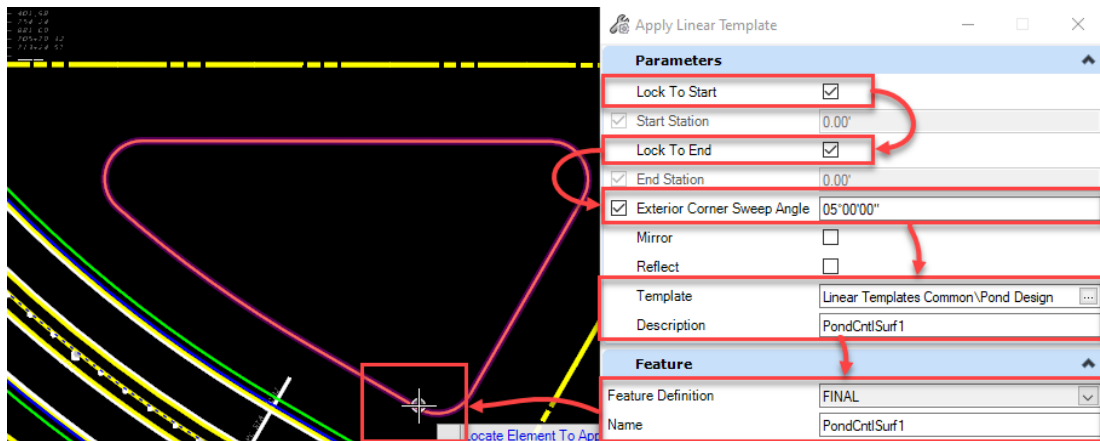 Apply Linear Template
Parameters
Lock To Start
Start Station 0.00'
Lock To End
End Station 0.00'
Exterior Corner Sweep Angle 05°00'00"
Mirror
Reflect
Template Linear Templates Common\Pond Design ...
Description PondCntlSurf1
Feature
Feature Definition FINAL
Name PondCntlSurf1
Locate Element To App